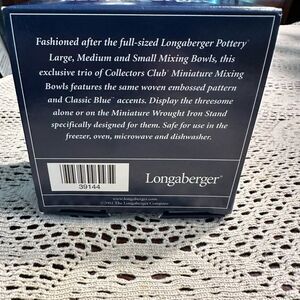 Fashioned after the full-sized Longaberger Pottery®
Large, Medium and Small Mixing Bowls, this
exclusive trio of Collectors Club™ Miniature Mixing
Bowls features the same woven embossed pattern
and Classic Blue™ accents. Display the threesome
alone or on the Miniature Wrought Iron Stand
specifically designed for them. Safe for use in the
freezer, oven, microwave and dishwasher.
39144
Longaberger®
www.longaberger.com
The Longaberger Company